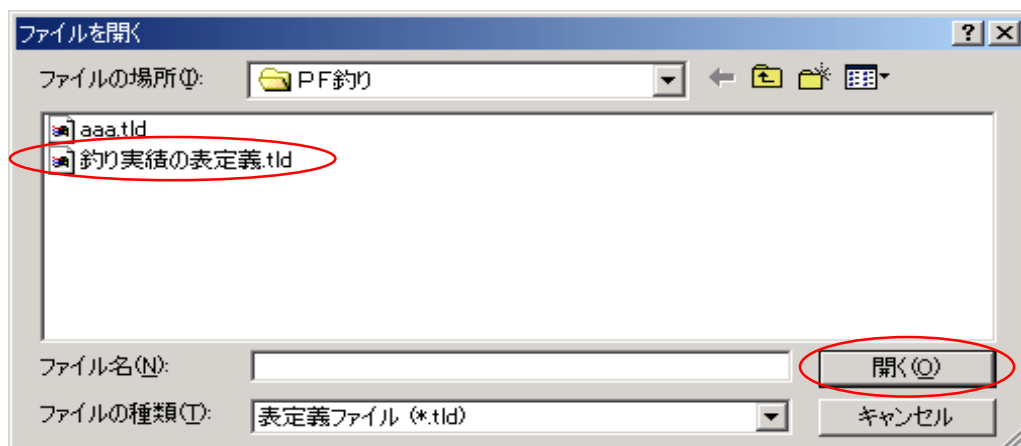 ファイルを開く
ファイルの場所(I):
PF釣り
aaa.tld
釣り実績の表定義.tld
ファイル名(N):
開く(O)
ファイルの種類(T):
表定義ファイル (*.tld)
キャンセル